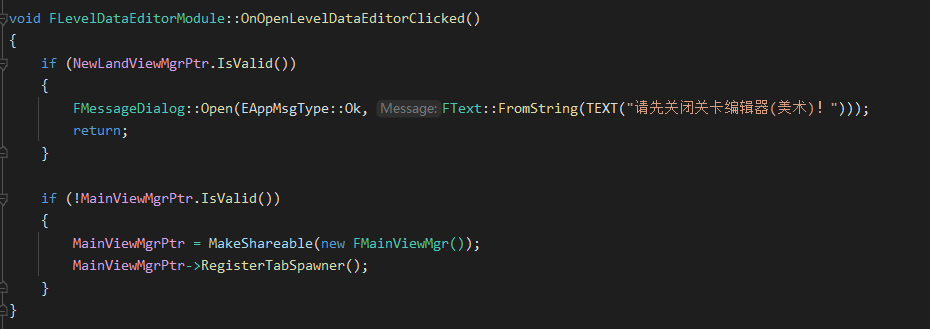 void FLevelDataEditorModule::OnOpenLevelDataEditorClicked()
{
if (NewLandViewMgrPtr.IsValid())
{
FMessageDialog::Open(EAppMsgType::Ok, Message: FText::FromString(TEXT("请先关闭关卡编辑器(美术)！")));
return;
}
if (!MainViewMgrPtr.IsValid())
{
MainViewMgrPtr = MakeShareable(new FMainViewMgr());
MainViewMgrPtr->RegisterTabSpawner();
}
}